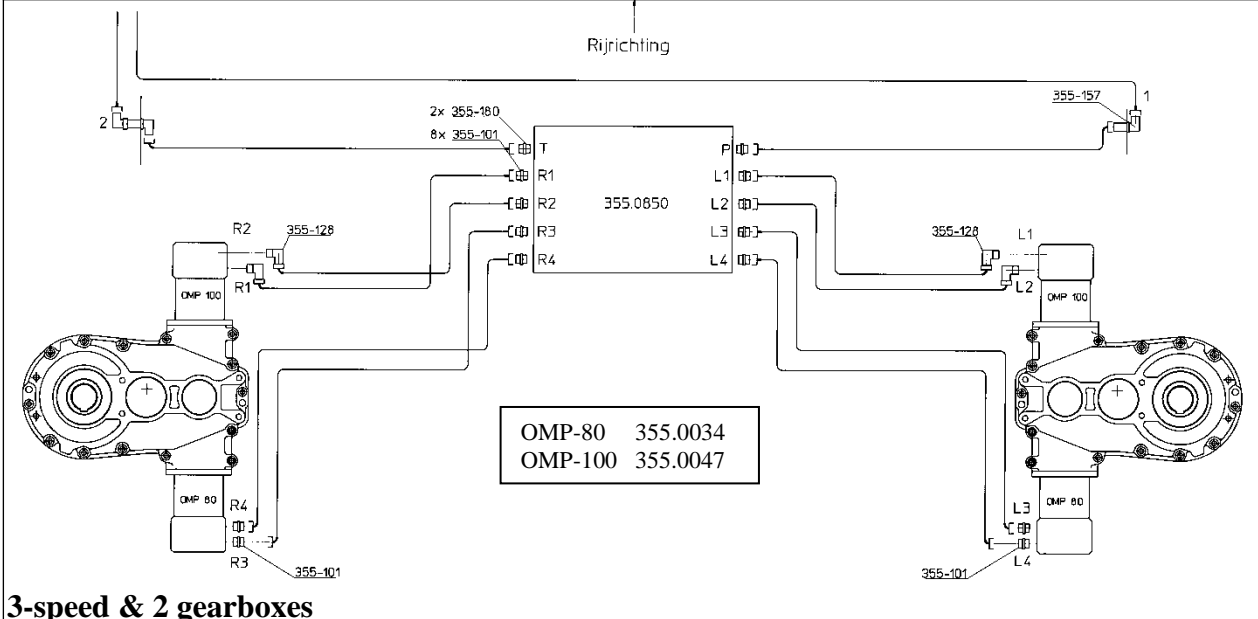 Rijrichting
355-157 1
2
2x 355-180
8x 355-101
T P
R1 L1
R2 355.0850 L2
R3 L3
R4 L4
R2 355-128
355-128 L1
R1 L2
OMP 100 OMP 100
OMP-80 355.0034
OMP-100 355.0047
OMP 80 OMP 80
R4 L3
R3 L4
355-101 355-101
3-speed & 2 gearboxes